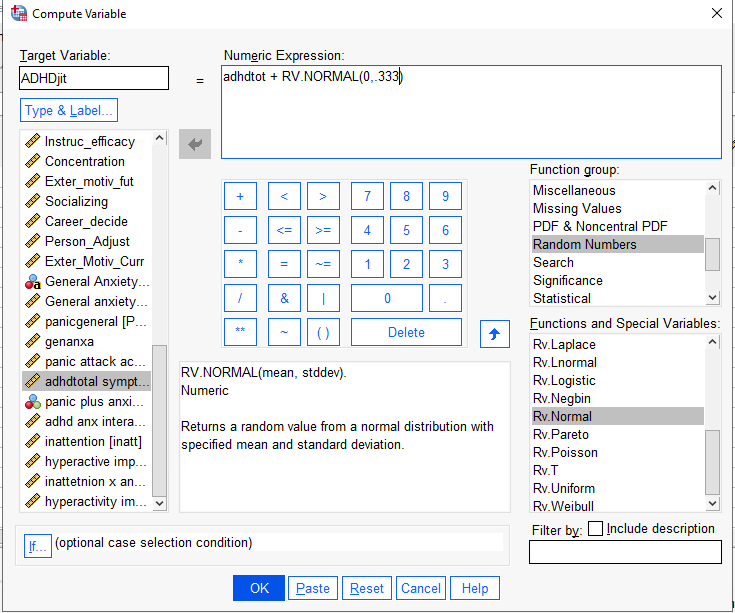 Compute Variable
Target Variable:
ADHDjit
=
Numeric Expression:
adhdtot + RV.NORMAL(0,.333)
Type & Label...
Instruc_efficacy
Concentration
Exter_motiv_fut
Socializing
Career_decide
Person_Adjust
Exter_Motiv_Curr
General Anxiety...
General anxiety...
panicgeneral [P...
genanxa
panic attack ac...
adhdtotal sympt...
panic plus anxi...
adhd anx intera...
inattention [inatt]
hyperactive imp...
inattetnion x an...
hyperactivity im...
+ < > 7 8 9
- <= >= 4 5 6
* = ~= 1 2 3
/ & | 0 .
** ~ ( ) Delete
RV.NORMAL(mean, stddev).
Numeric
Returns a random value from a normal distribution with
specified mean and standard deviation.
Function group:
Miscellaneous
Missing Values
PDF & Noncentral PDF
Random Numbers
Search
Significance
Statistical
Functions and Special Variables:
Rv.Laplace
Rv.Lnormal
Rv.Logistic
Rv.Negbin
Rv.Normal
Rv.Pareto
Rv.Poisson
Rv.T
Rv.Uniform
Rv.Weibull
Filter by: Include description
If... (optional case selection condition)
OK Paste Reset Cancel Help